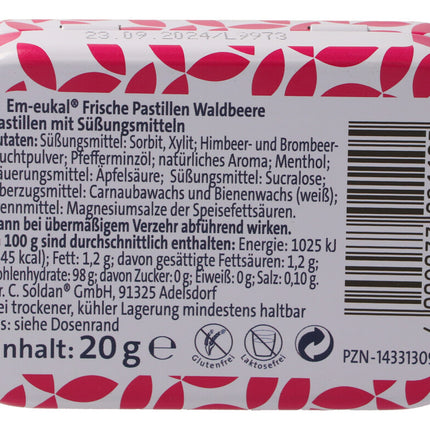 23.09.2024/L9973
Em-eukal® Frische Pastillen Waldbeere
astillen mit Süßungsmitteln
utaten: Süßungsmittel: Sorbit, Xylit; Himbeer- und Brombeer-
uchtpulver; Pfefferminzöl; natürliches Aroma; Menthol;
uerungsmittel: Äpfelsäure; Süßungsmittel: Sucralose;
berzugsmittel: Carnaubawachs und Bienenwachs (weiß);
ennmittel: Magnesiumsalze der Speisefettsäuren.
ann bei übermäßigem Verzehr abführend wirken.
100 g sind durchschnittlich enthalten: Energie: 1025 kJ
45 kcal); Fett: 1,2 g; davon gesättigte Fettsäuren: 1,2 g;
ohlenhydrate: 98 g; davon Zucker: 0 g; Eiweiß: 0 g; Salz: 0,10 g.
r. C. Soldan® GmbH, 91325 Adelsdorf
ei trockener, kühler Lagerung mindestens haltbar
is: siehe Dosenrand
Inhalt: 20 g e
Glutenfrei Laktosefrei
PZN-14331309